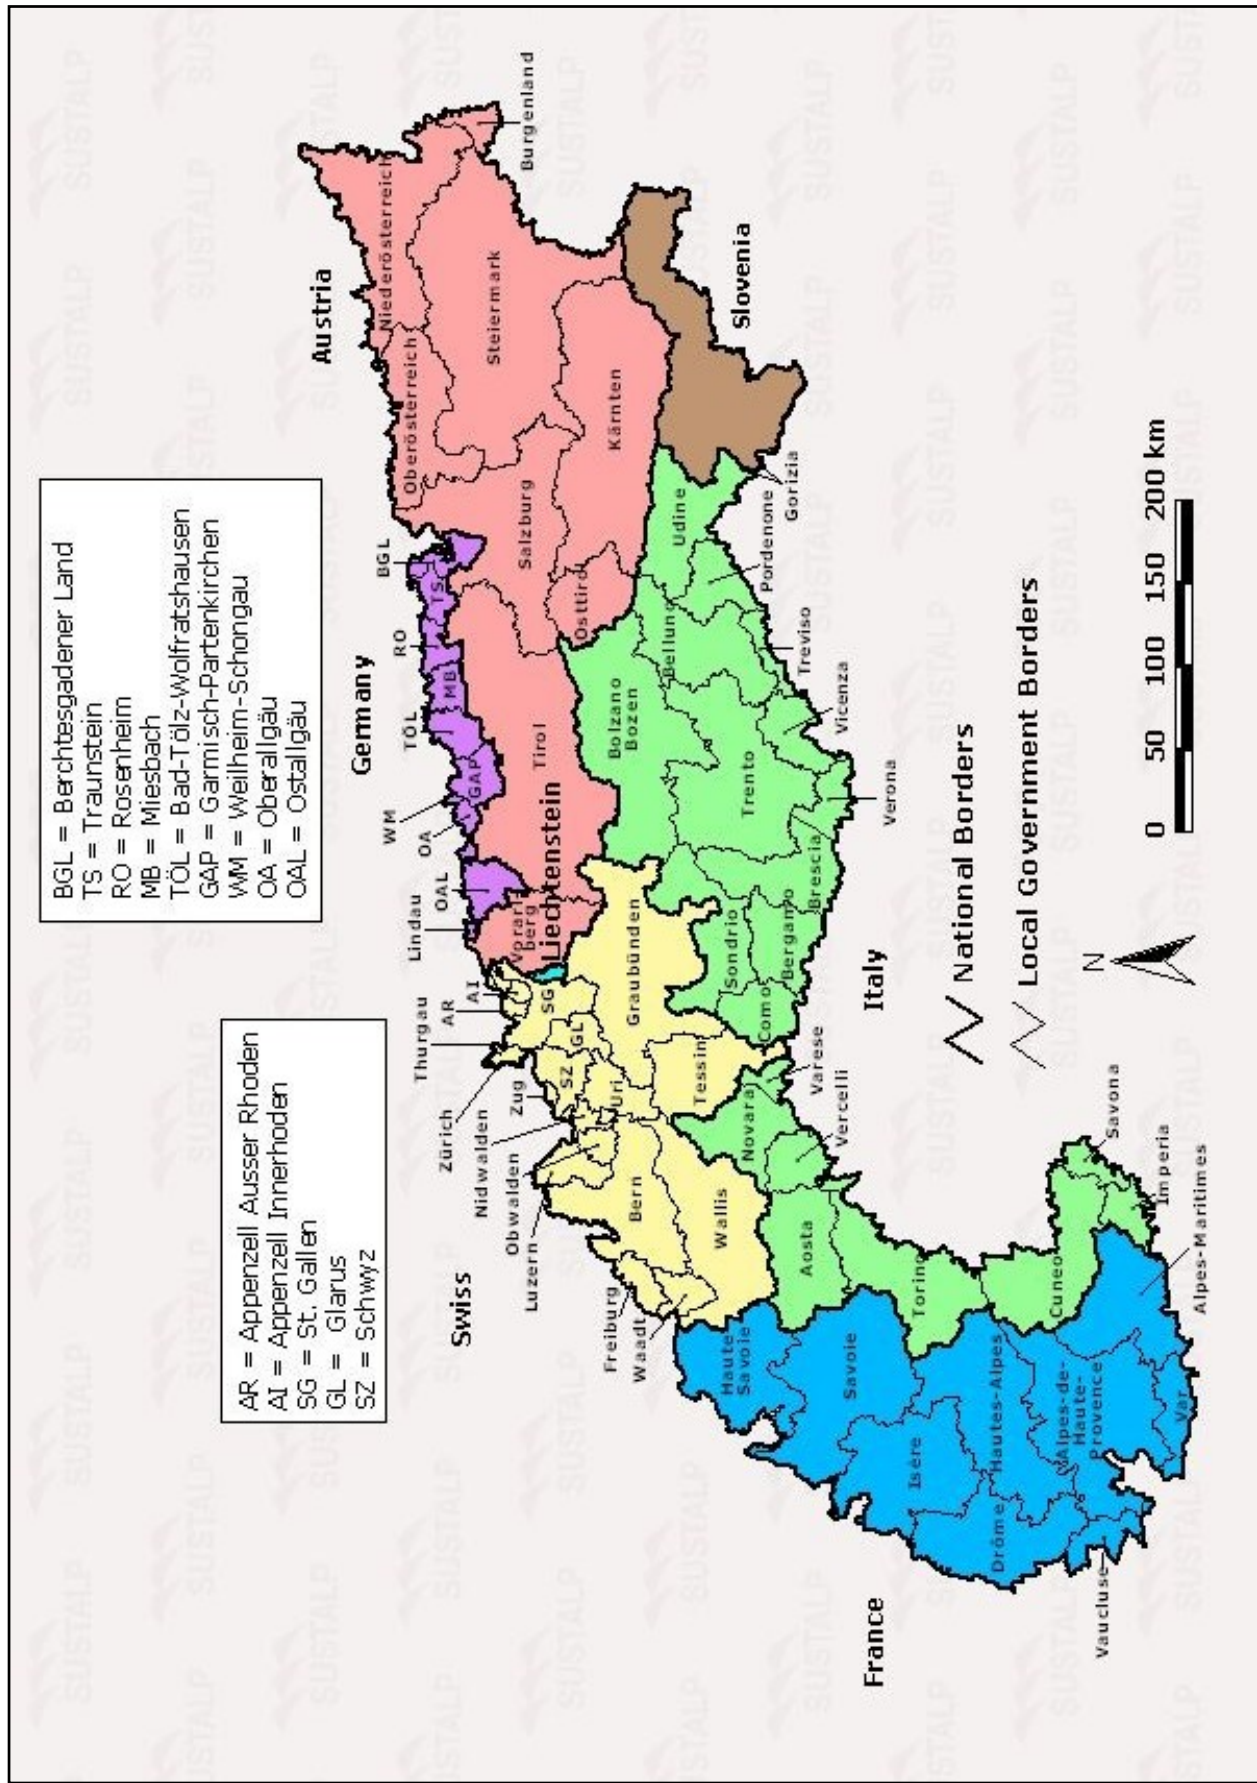 BGL = Berchtesgadener Land
TS = Traunstein
RO = Rosenheim
MB = Miesbach
TÖL = Bad-Tölz-Wolfratshausen
GAP = Garmisch-Partenkirchen
WM = Weilheim-Schongau
OA = Oberallgäu
OAL = Ostallgäu
AR = Appenzell Ausser Rhoden
AI = Appenzell Innerhoden
SG = St. Gallen
GL = Glarus
SZ = Schwyz
Austria
Germany
Swiss
Liechtenstein
Slovenia
Italy
France
Niederösterreich
Burgenland
Oberösterreich
Steiermark
Salzburg
Kärnten
Osttirol
Tirol
Vorarl
berg
BGL
TS
RO
MB
TÖL
GAP
WM
OA
OAL
Lindau
AI
AR
Thurgau
Zürich
Zug
Nidwalden
Obwalden
Luzern
Freiburg
Waadt
SG
GL
SZ
Uri
Graubünden
Tessin
Bern
Wallis
Udine
Gorizia
Pordenone
Belluno
Treviso
Vicenza
Bolzano
Bozen
Trento
Verona
Brescia
Bergamo
Sondrio
Como
Varese
Novara
Vercelli
Aosta
Torino
Cuneo
Savona
Imperia
Haute
Savoie
Savoie
Isère
Hautes-Alpes
Drôme
Alpes-de-
Haute-
Provence
Var
Vaucluse
Alpes-Maritimes
National Borders
Local Government Borders
N
0 50 100 150 200 km
SUSTALP